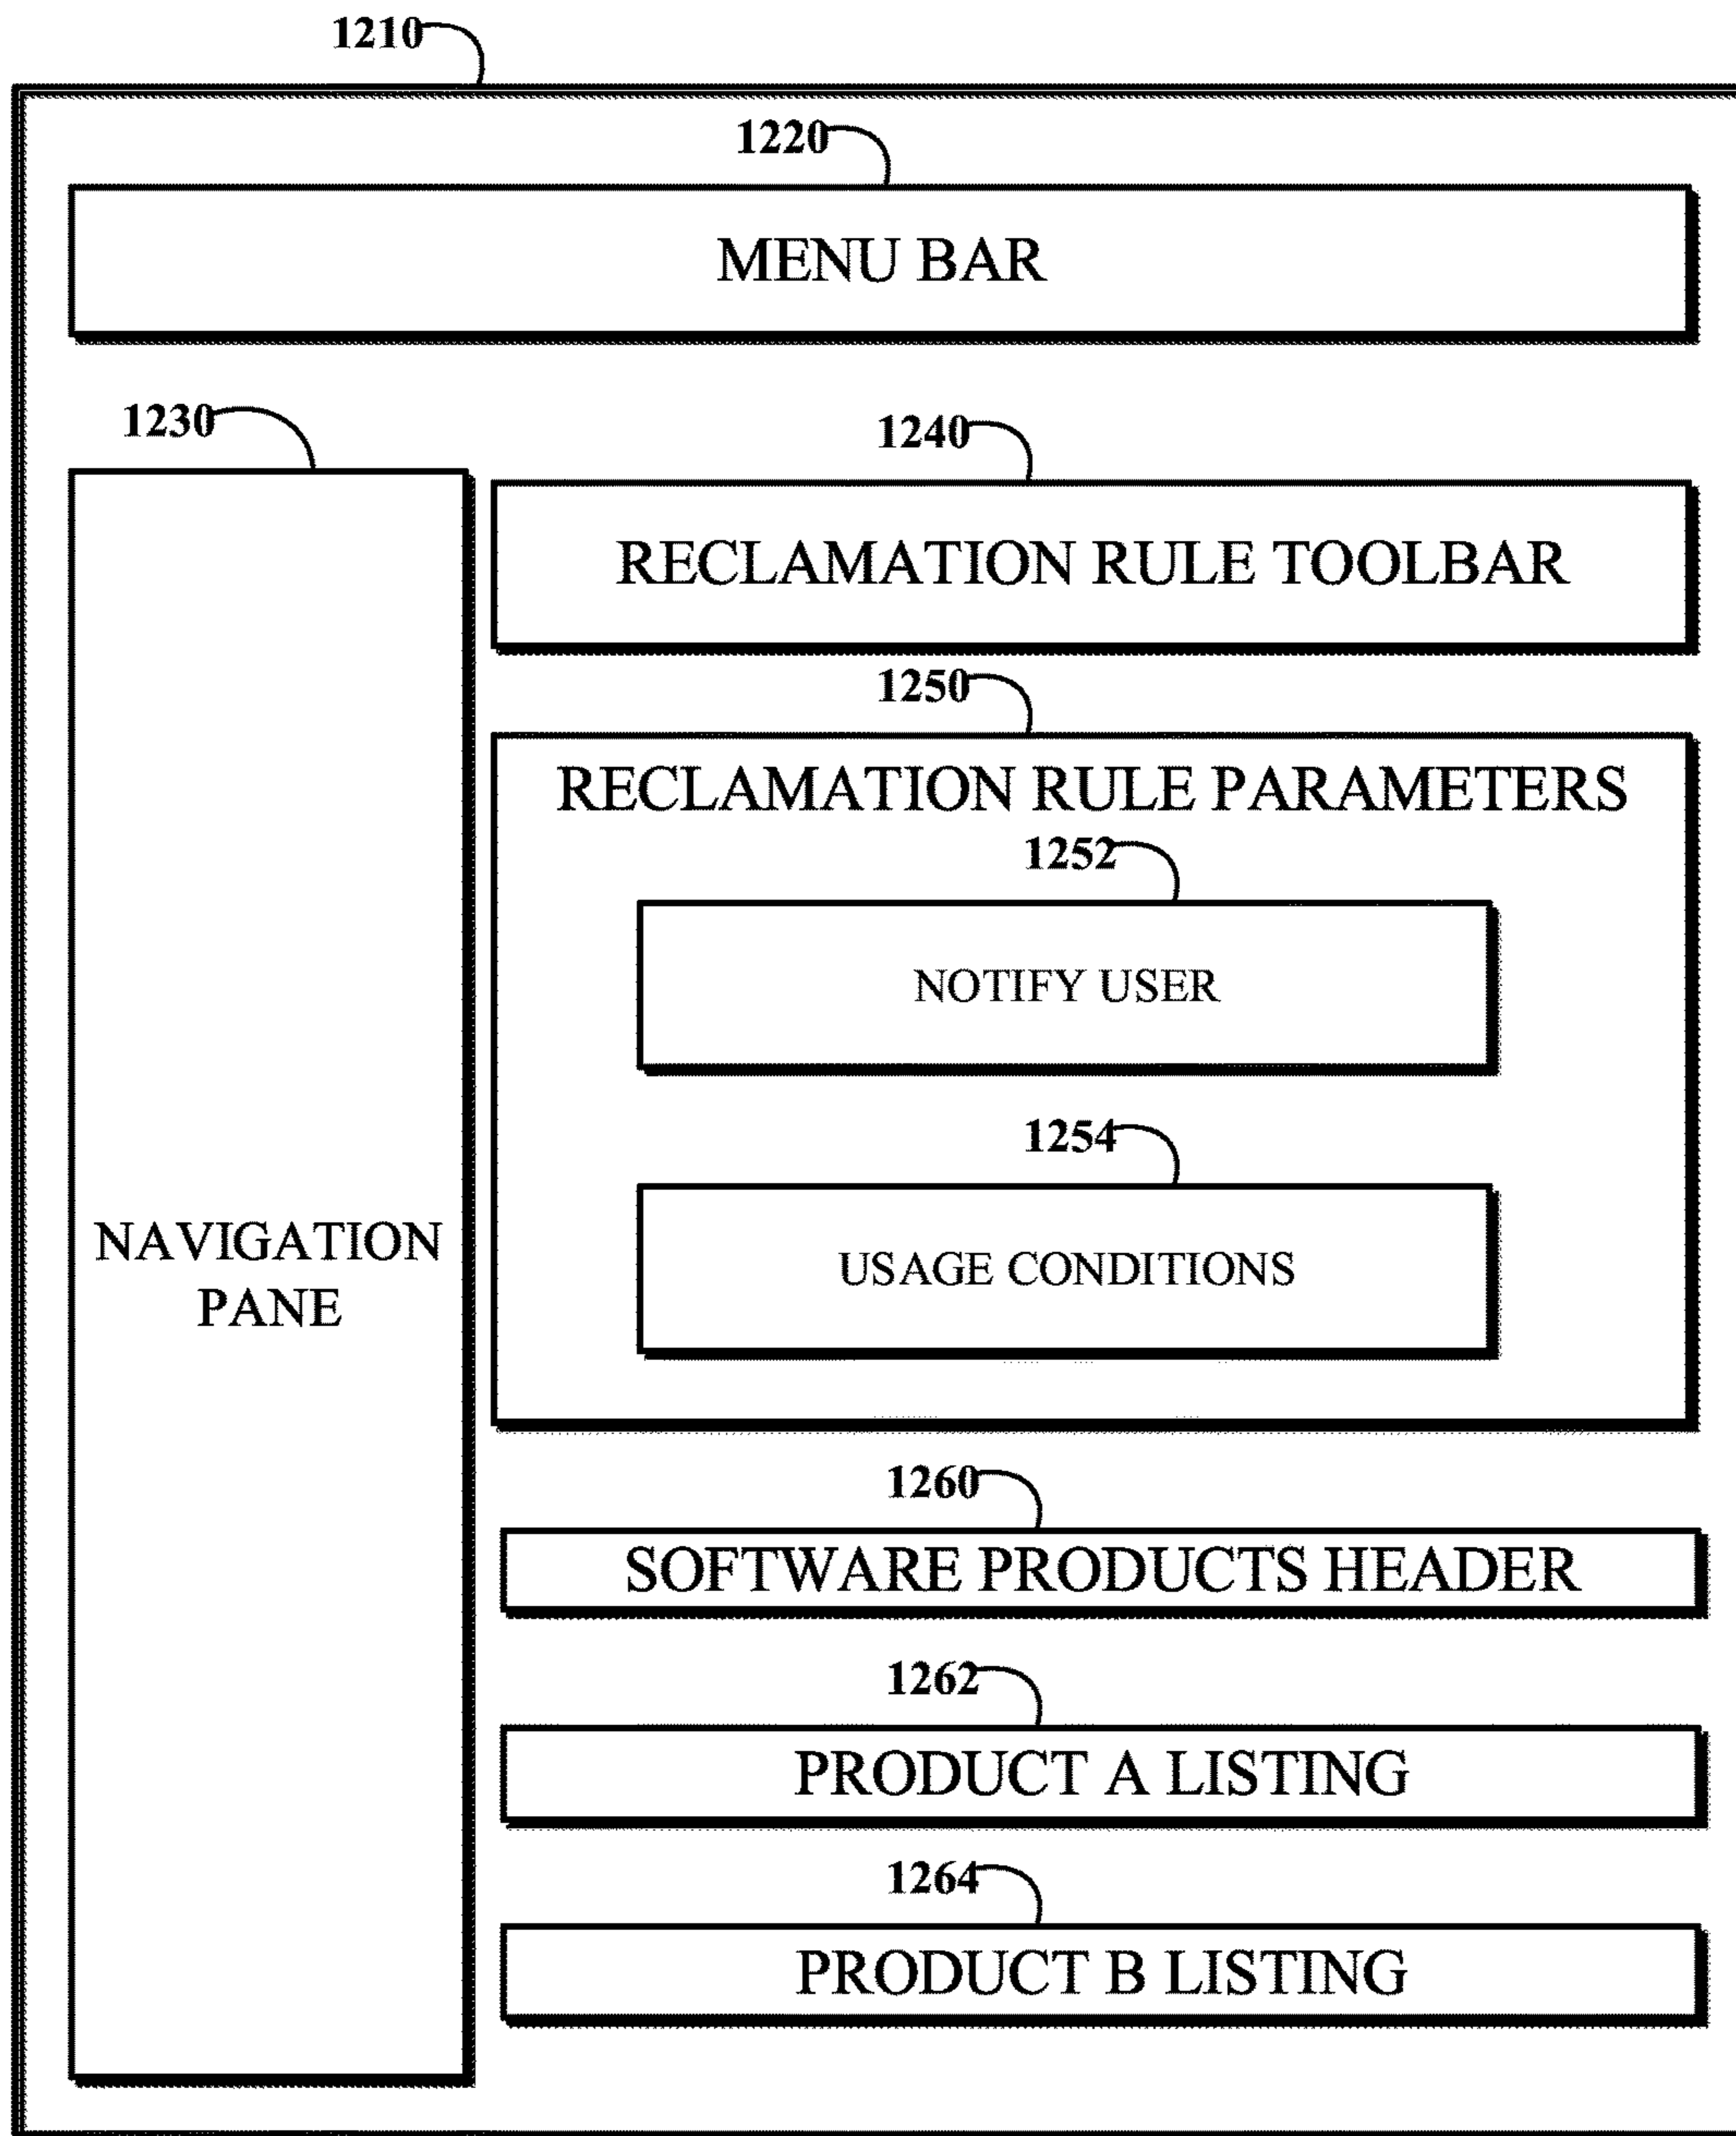 1210
1220
MENU BAR
1230
1240
RECLAMATION RULE TOOLBAR
1250
RECLAMATION RULE PARAMETERS
1252
NOTIFY USER
1254
USAGE CONDITIONS
NAVIGATION
PANE
1260
SOFTWARE PRODUCTS HEADER
1262
PRODUCT A LISTING
1264
PRODUCT B LISTING